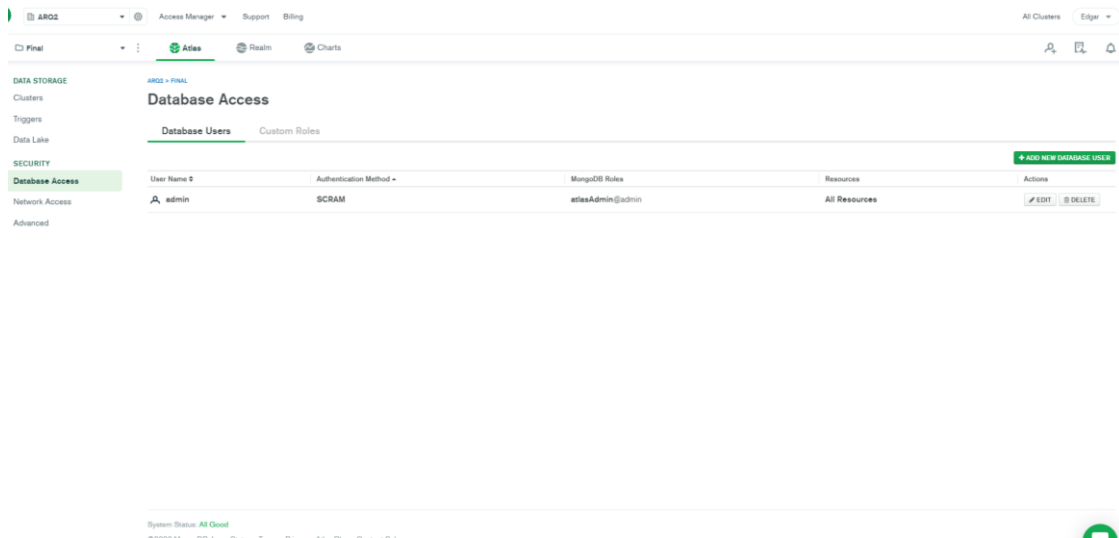 ARQ2 Access Manager Support Billing All Clusters Edgar
Final Atlas Realm Charts
DATA STORAGE
Clusters
Triggers
Data Lake
SECURITY
Database Access
Network Access
Advanced
ARQ2 > FINAL
Database Access
Database Users Custom Roles
+ ADD NEW DATABASE USER
User Name Authentication Method MongoDB Roles Resources Actions
admin SCRAM atlasAdmin@admin All Resources EDIT DELETE
System Status: All Good